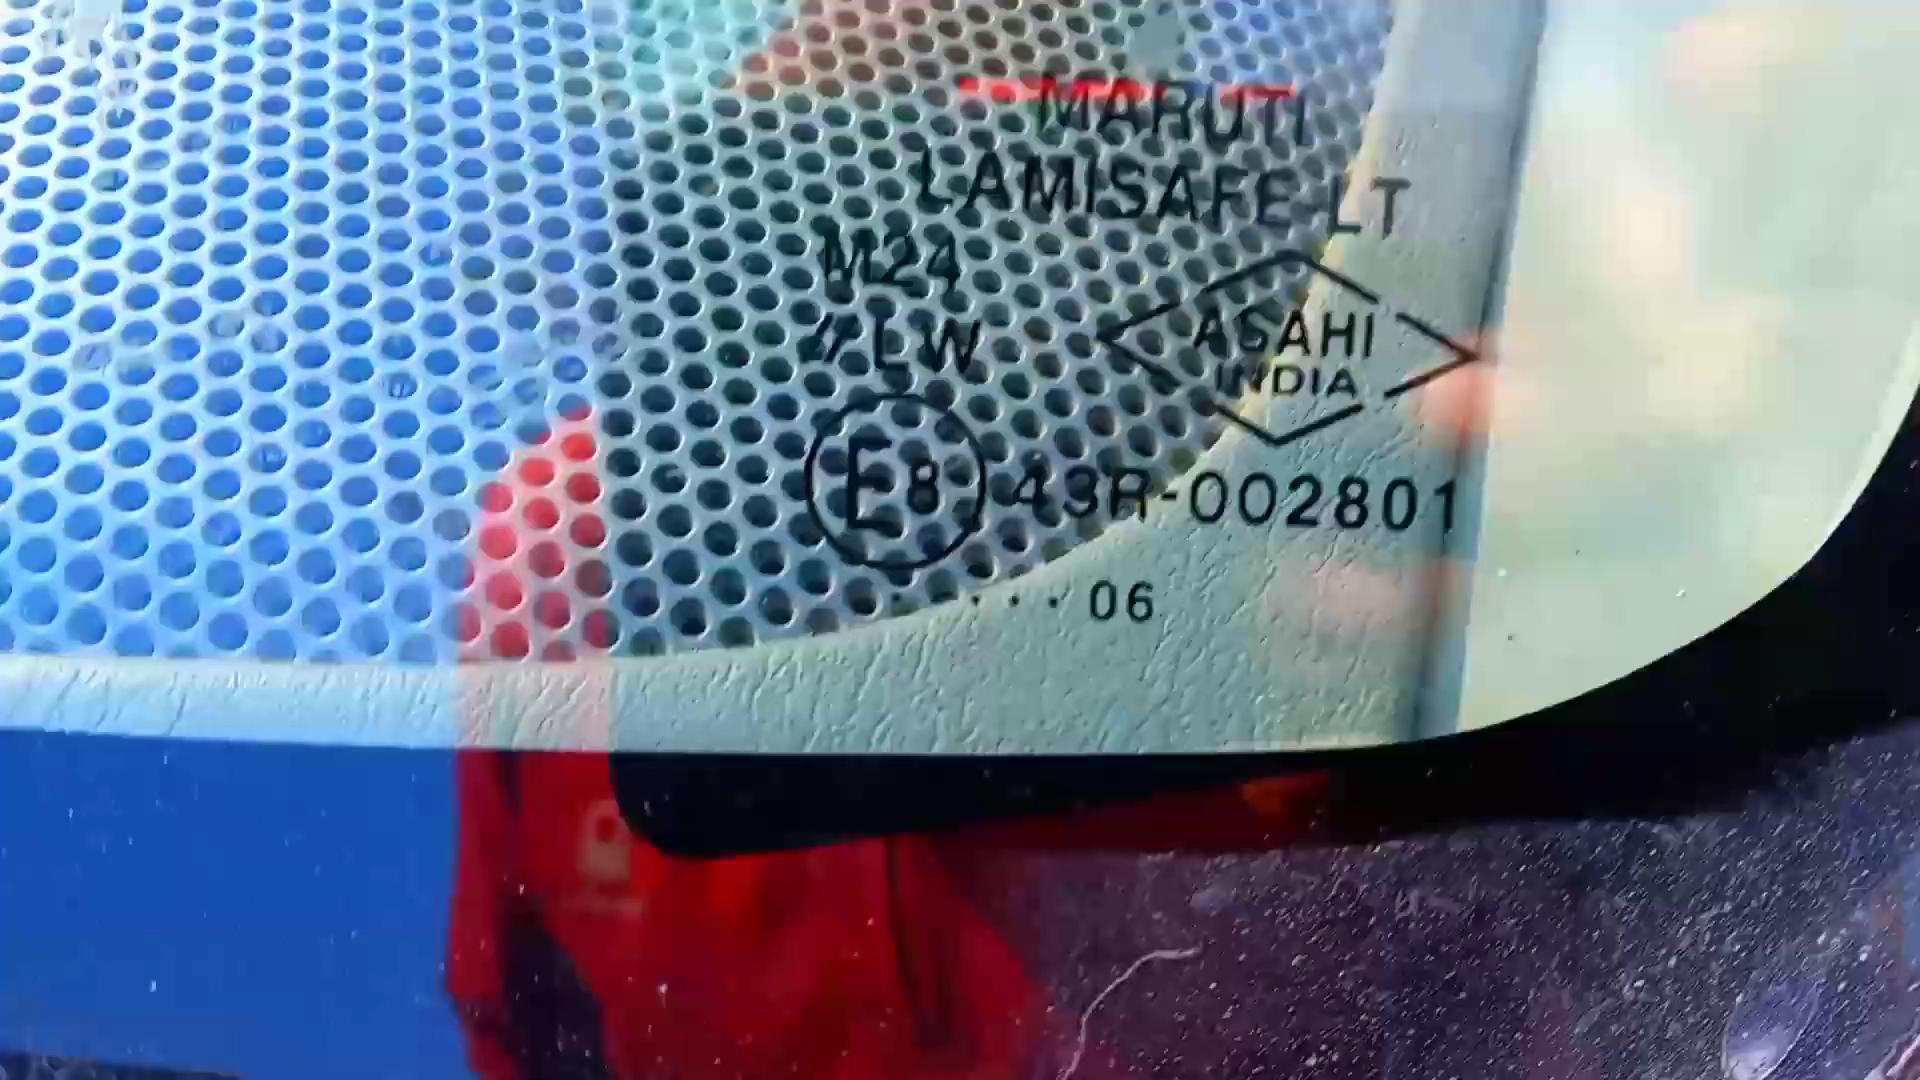 MARUTI
LAMISAFE-LT
M24
//LW
ASAHI
INDIA
E8 43R-002801
····· 06